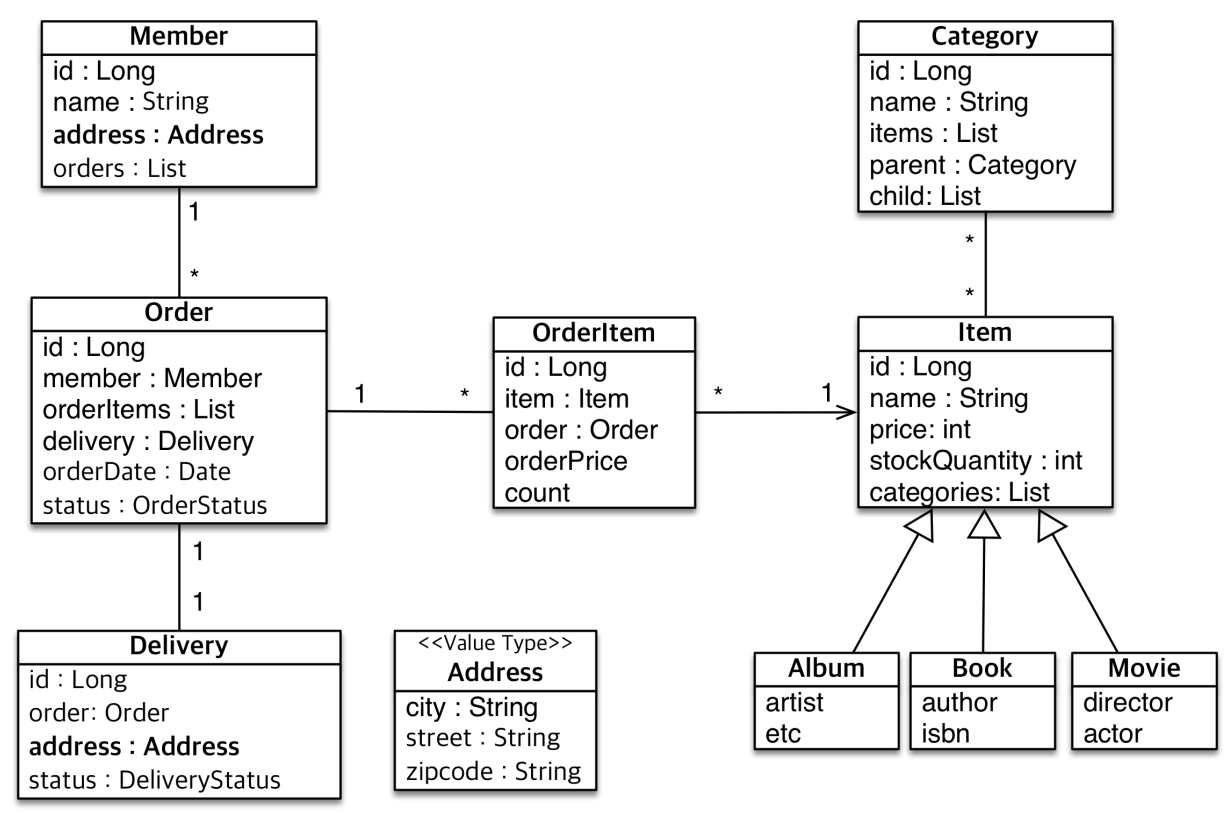 Member
id : Long
name : String
address : Address
orders : List
1
*
Order
id : Long
member : Member
orderItems : List
delivery : Delivery
orderDate : Date
status : OrderStatus
1
*
1
1
Delivery
id : Long
order: Order
address : Address
status : DeliveryStatus
OrderItem
id : Long
item : Item
order : Order
orderPrice
count
*
1
<<Value Type>>
Address
city : String
street : String
zipcode : String
Category
id : Long
name : String
items : List
parent : Category
child: List
*
*
Item
id : Long
name : String
price: int
stockQuantity : int
categories: List
Album
artist
etc
Book
author
isbn
Movie
director
actor